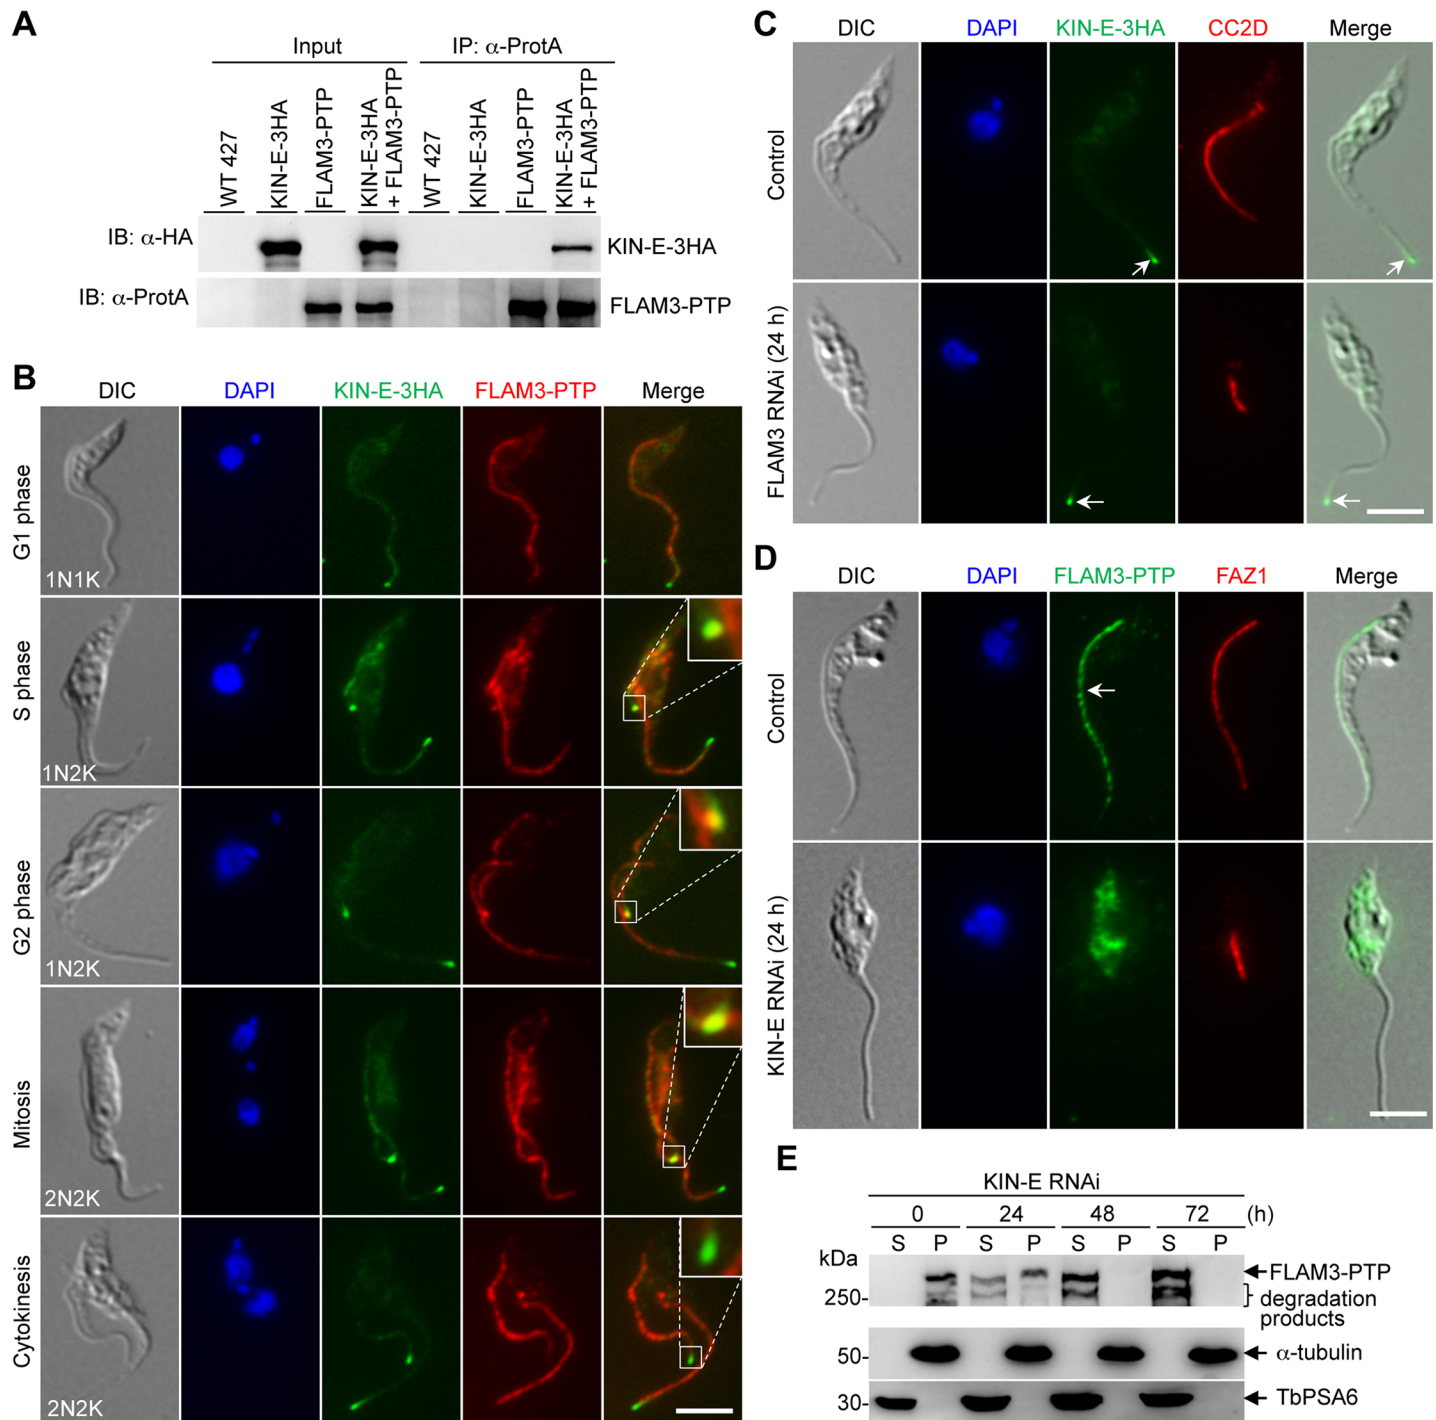 A
Input
IP: α-ProtA
WT 427
KIN-E-3HA
FLAM3-PTP
KIN-E-3HA
+ FLAM3-PTP
WT 427
KIN-E-3HA
FLAM3-PTP
KIN-E-3HA
+ FLAM3-PTP
IB: α-HA
KIN-E-3HA
IB: α-ProtA
FLAM3-PTP
B
DIC
DAPI
KIN-E-3HA
FLAM3-PTP
Merge
G1 phase
1N1K
S phase
1N2K
G2 phase
1N2K
Mitosis
2N2K
Cytokinesis
2N2K
C
DIC
DAPI
KIN-E-3HA
CC2D
Merge
Control
FLAM3 RNAi (24 h)
D
DIC
DAPI
FLAM3-PTP
FAZ1
Merge
Control
KIN-E RNAi (24 h)
E
KIN-E RNAi
0 24 48 72 (h)
S P S P S P S P
kDa
FLAM3-PTP
250-
degradation
products
50-
α-tubulin
30-
TbPSA6